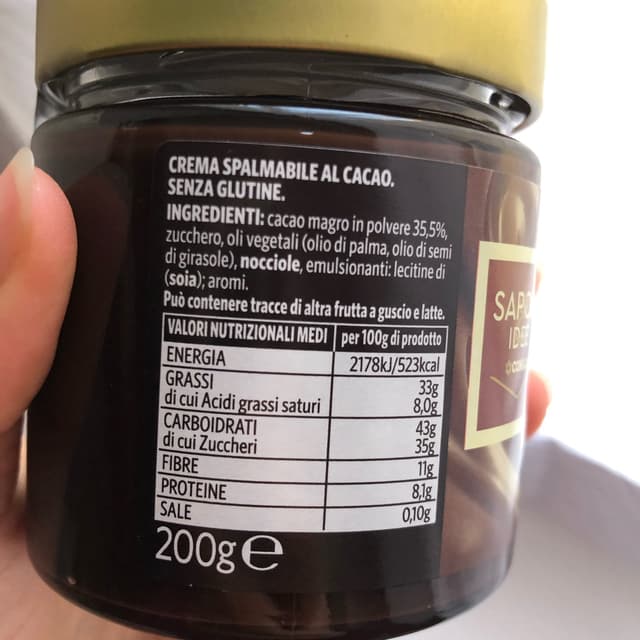 CREMA SPALMABILE AL CACAO.
SENZA GLUTINE.
INGREDIENTI: cacao magro in polvere 35,5%,
zucchero, oli vegetali (olio di palma, olio di semi
di girasole), nocciole, emulsionanti: lecitine di
(soia); aromi.
Può contenere tracce di altra frutta a guscio e latte.
VALORI NUTRIZIONALI MEDI per 100g di prodotto
ENERGIA 2178kJ/523kcal
GRASSI 33g
di cui Acidi grassi saturi 8,0g
CARBOIDRATI 43g
di cui Zuccheri 35g
FIBRE 11g
PROTEINE 8,1g
SALE 0,10g
200g ℮
SAPO
IDEE